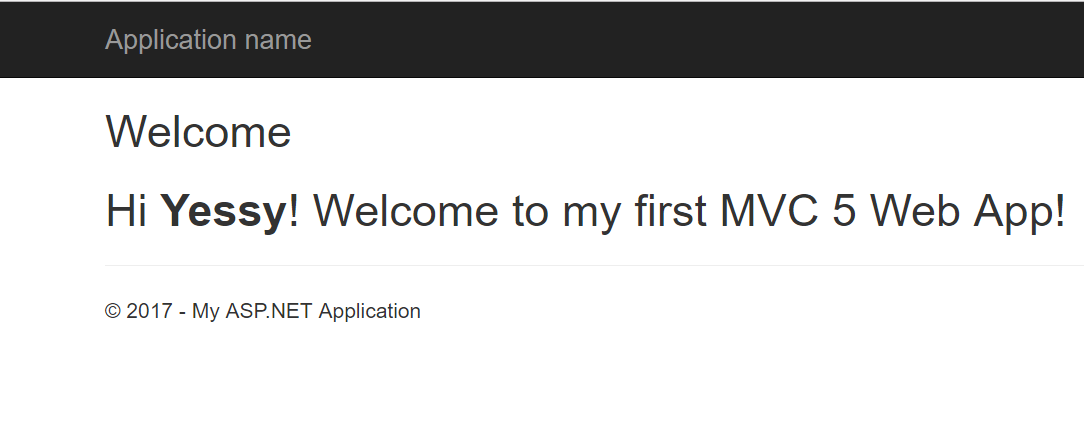 Application name
Welcome
Hi Yessy! Welcome to my first MVC 5 Web App!
© 2017 - My ASP.NET Application